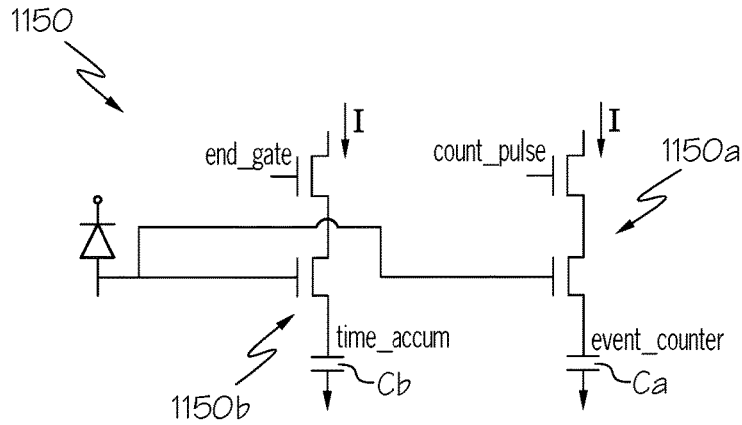 1150
I
I
end_gate
count_pulse
1150a
time_accum
event_counter
Cb
Ca
1150b